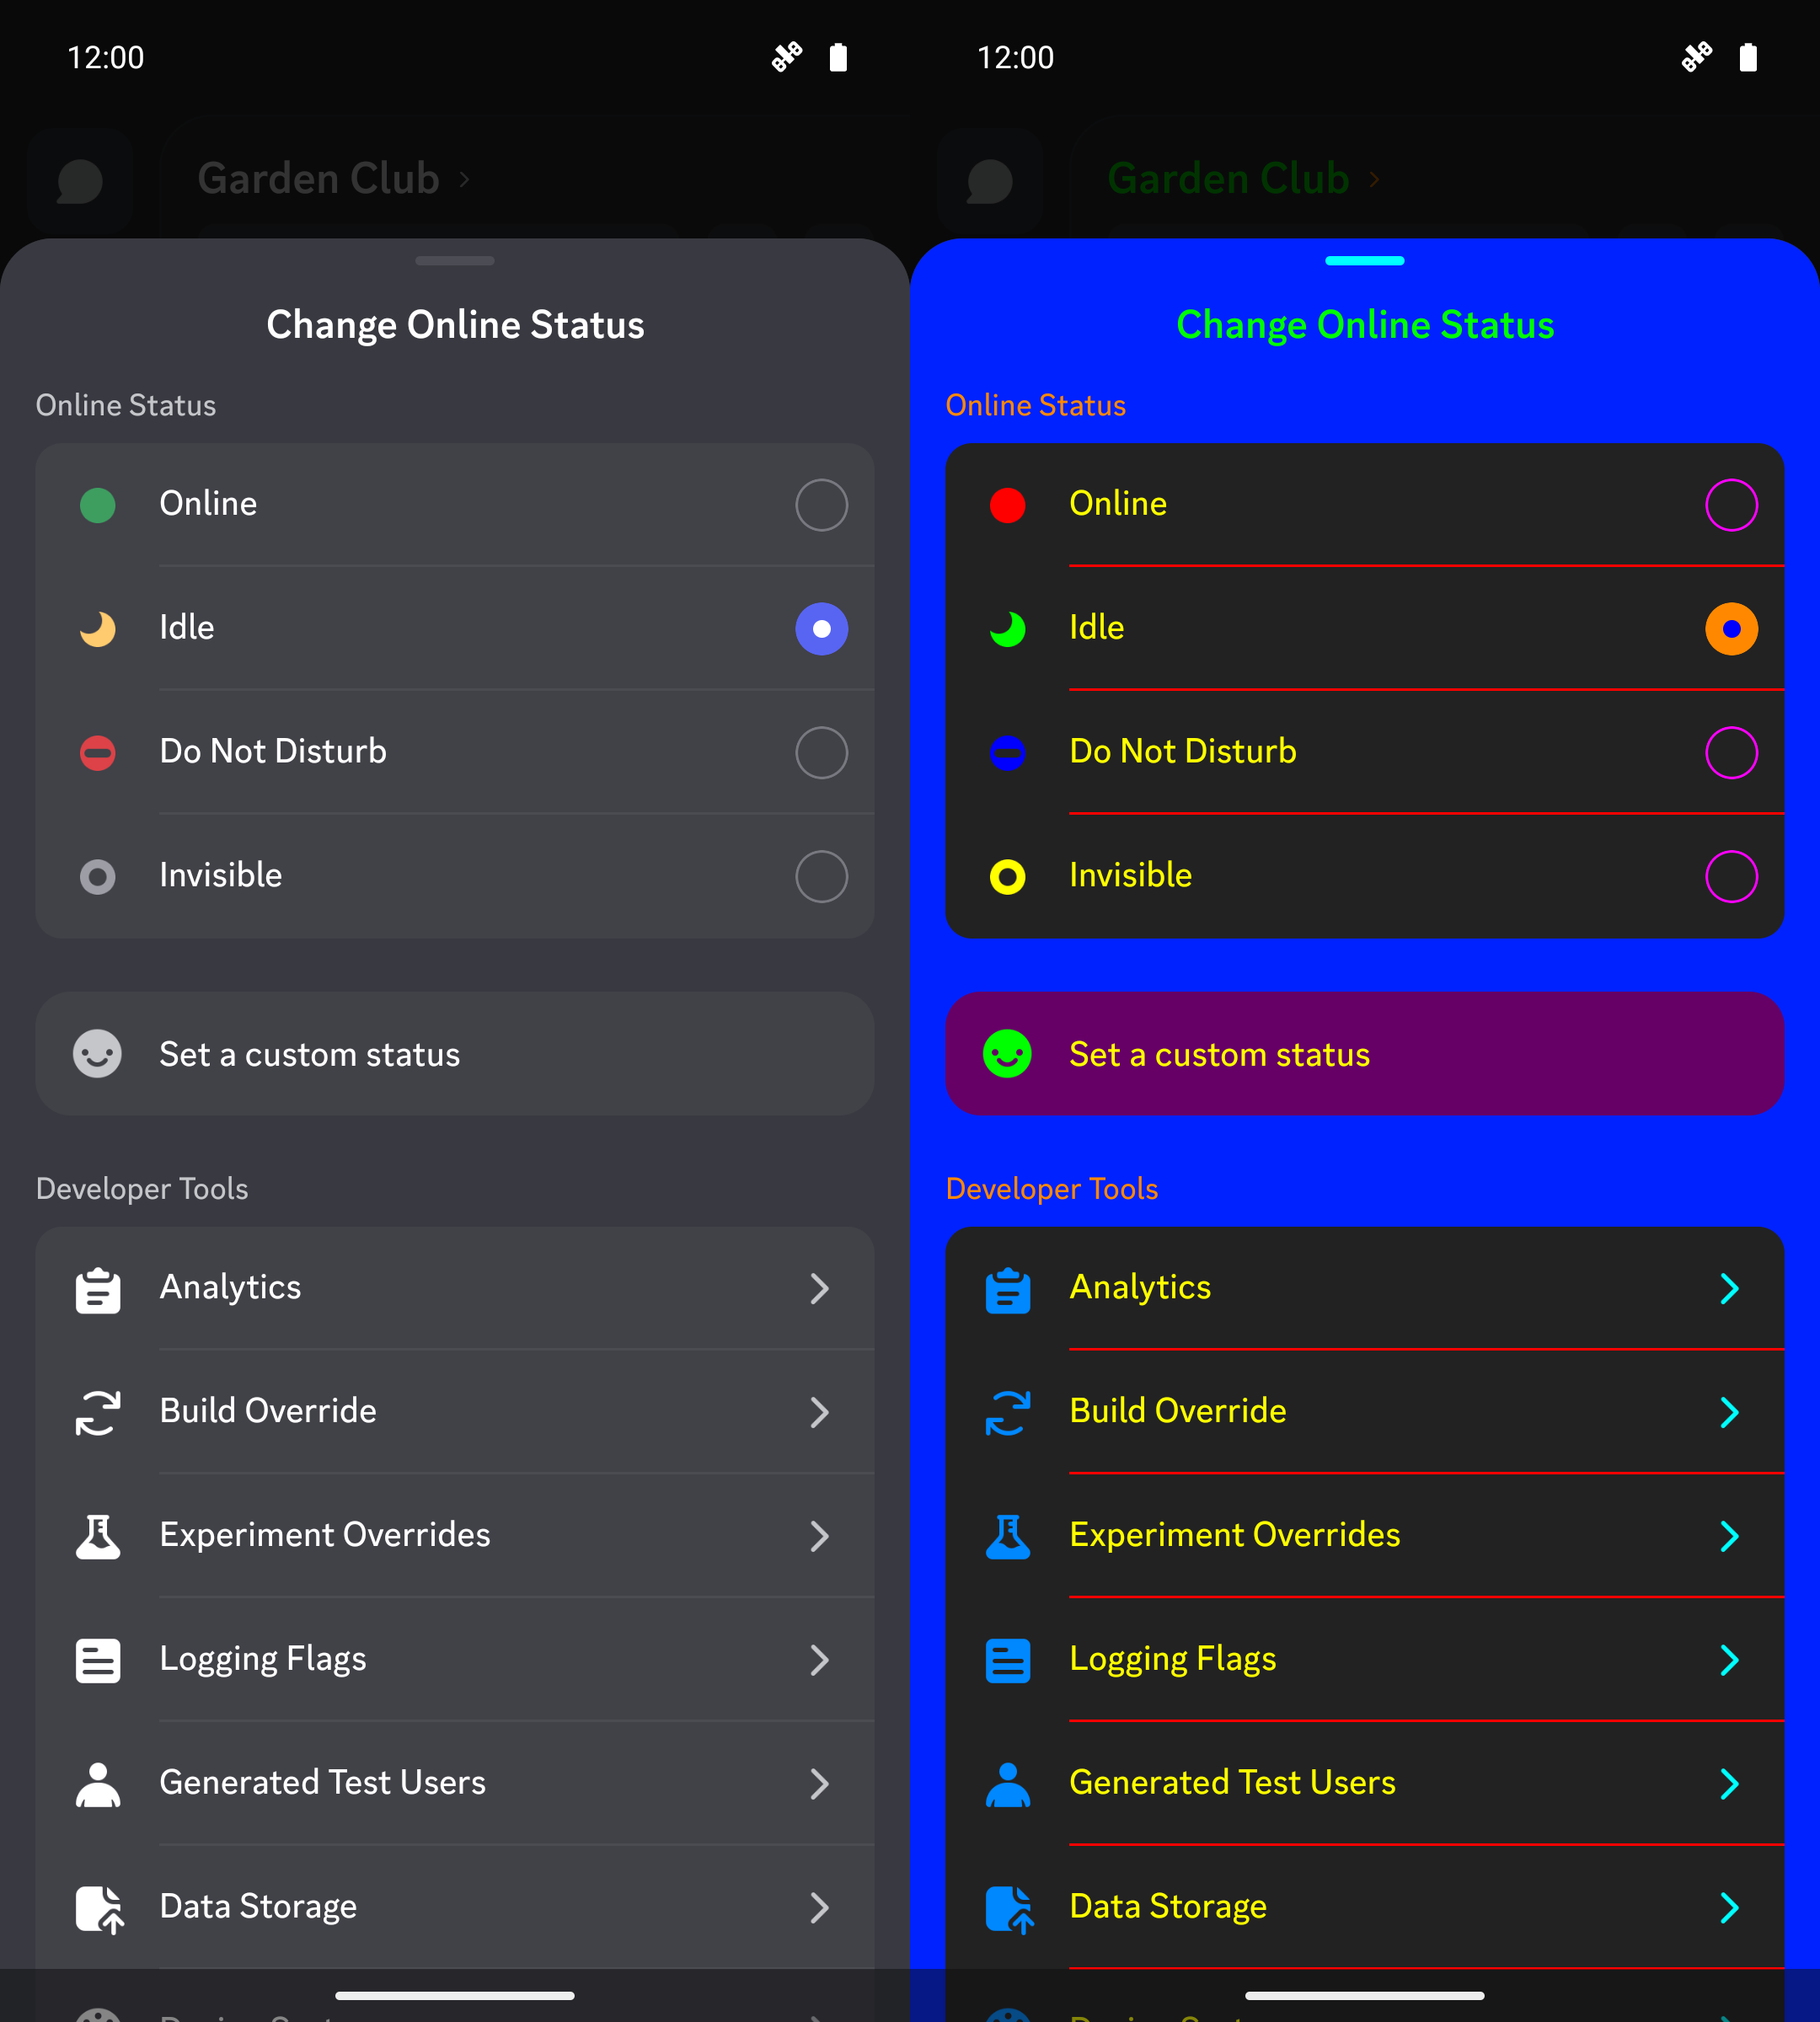 12:00
Garden Club
Change Online Status
Online Status
Online
Idle
Do Not Disturb
Invisible
Set a custom status
Developer Tools
Analytics
Build Override
Experiment Overrides
Logging Flags
Generated Test Users
Data Storage
12:00
Garden Club
Change Online Status
Online Status
Online
Idle
Do Not Disturb
Invisible
Set a custom status
Developer Tools
Analytics
Build Override
Experiment Overrides
Logging Flags
Generated Test Users
Data Storage